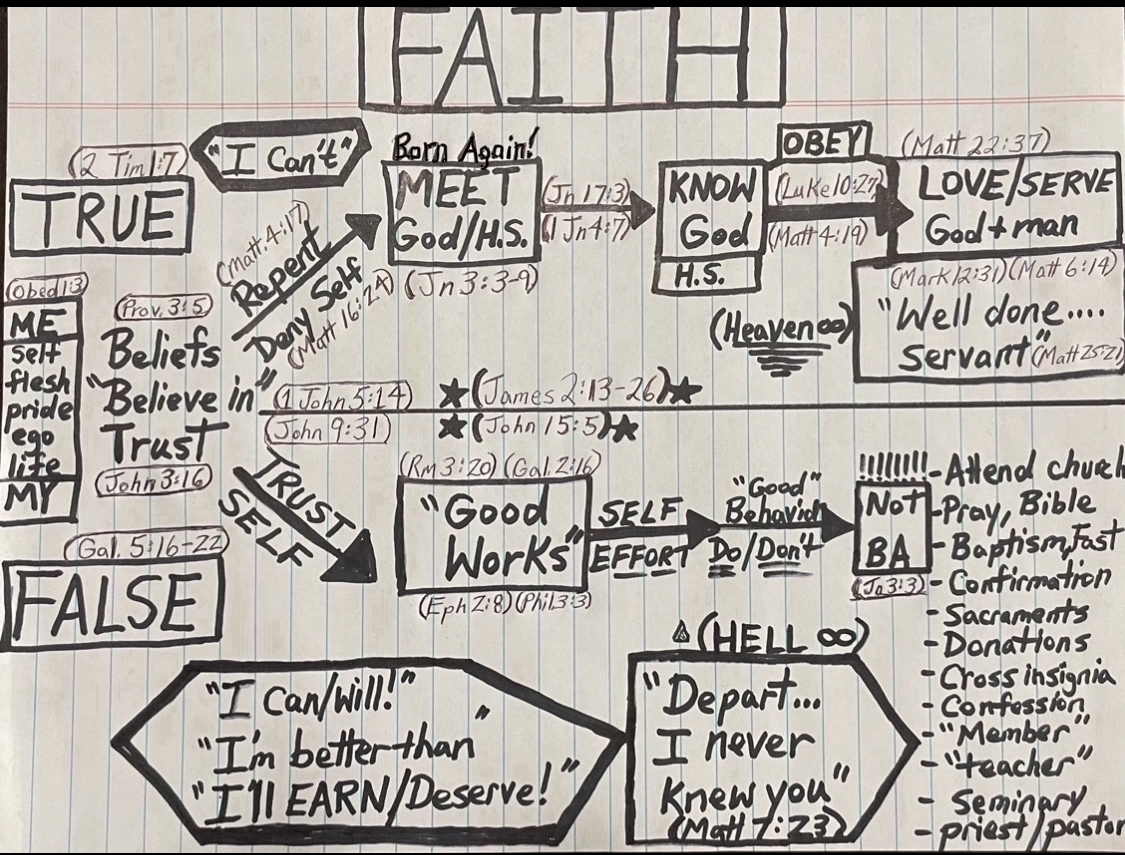 FAITH
(2 Tim 1:7)
TRUE
"I Can't"
Born Again!
MEET
God/H.S.
(Jn 3:3-9)
(Jn 17:3)
(1 Jn 4:7)
KNOW
God
H.S.
OBEY
(Luke 10:27)
(Matt 4:19)
(Matt 22:37)
LOVE/SERVE
God + man
(Mark 12:31) (Matt 6:14)
"Well done....
servant" (Matt 25:21)
(Heaven ∞)
(Matt 4:17)
Repent
Deny Self
(Matt 16:24)
(Obed 1:3)
ME
self
flesh
pride
ego
life
MY
(Prov. 3:5)
Beliefs
"Believe in"
Trust
(John 3:16)
(1 John 5:14)
★(James 2:13-26)★
(John 9:31)
★(John 15:5)★
TRUST
SELF
(Gal. 5:16-22)
FALSE
(Rm 3:20) (Gal. 2:16)
"Good
Works"
(Eph 2:8) (Phil 3:3)
SELF
EFFORT
"Good"
Behavior
Do/Don't
!!!!!!!!!
Not
BA
(Jo 3:3)
- Attend church
- Pray, Bible
- Baptism, Fast
- Confirmation
- Sacraments
- Donations
- Cross insignia
- Confession
- "Member"
- "teacher"
- Seminary
- priest/pastor
"I Can/will!"
"I'm better than"
"I'll EARN/Deserve!"
(HELL ∞)
"Depart...
I never
Knew you"
(Matt 7:23)